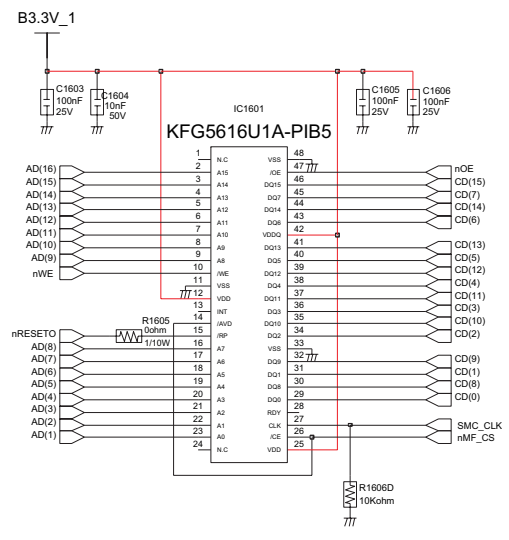 B3.3V_1
C1603
100nF
25V
C1604
10nF
50V
C1605
100nF
25V
C1606
100nF
25V
IC1601
KFG5616U1A-PIB5
1 N.C VSS 48
AD(16) 2 A15 /OE 47 nOE
AD(15) 3 A14 DQ15 46 CD(15)
AD(14) 4 A13 DQ7 45 CD(7)
AD(13) 5 A12 DQ14 44 CD(14)
AD(12) 6 A11 DQ6 43 CD(6)
AD(11) 7 A10 VDDQ 42
AD(10) 8 A9 DQ13 41 CD(13)
AD(9) 9 A8 DQ5 40 CD(5)
nWE 10 /WE DQ12 39 CD(12)
11 VSS DQ4 38 CD(4)
12 VDD DQ11 37 CD(11)
13 INT DQ3 36 CD(3)
14 /AVD DQ10 35 CD(10)
nRESETO R1605 0ohm 1/10W 15 /RP DQ2 34 CD(2)
AD(8) 16 A7 VSS 33
AD(7) 17 A6 DQ9 32 CD(9)
AD(6) 18 A5 DQ1 31 CD(1)
AD(5) 19 A4 DQ8 30 CD(8)
AD(4) 20 A3 DQ0 29 CD(0)
AD(3) 21 A2 RDY 28
AD(2) 22 A1 CLK 27 SMC_CLK
AD(1) 23 A0 /CE 26 nMF_CS
24 N.C VDD 25
R1606D
10Kohm